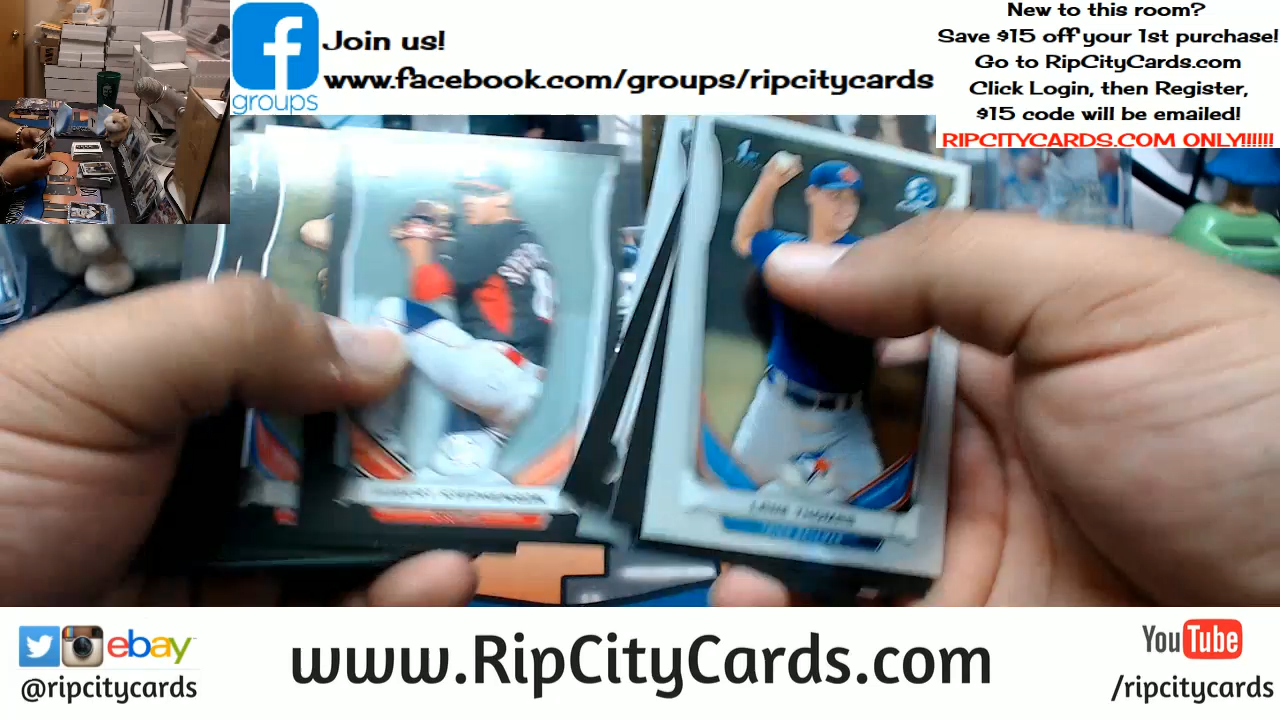 f
groups
Join us!
www.facebook.com/groups/ripcitycards
New to this room?
Save $15 off your 1st purchase!
Go to RipCityCards.com
Click Login, then Register,
$15 code will be emailed!
RIPCITYCARDS.COM ONLY!!!!!!
1st
ebay
@ripcitycards
www.RipCityCards.com
YouTube
/ripcitycards